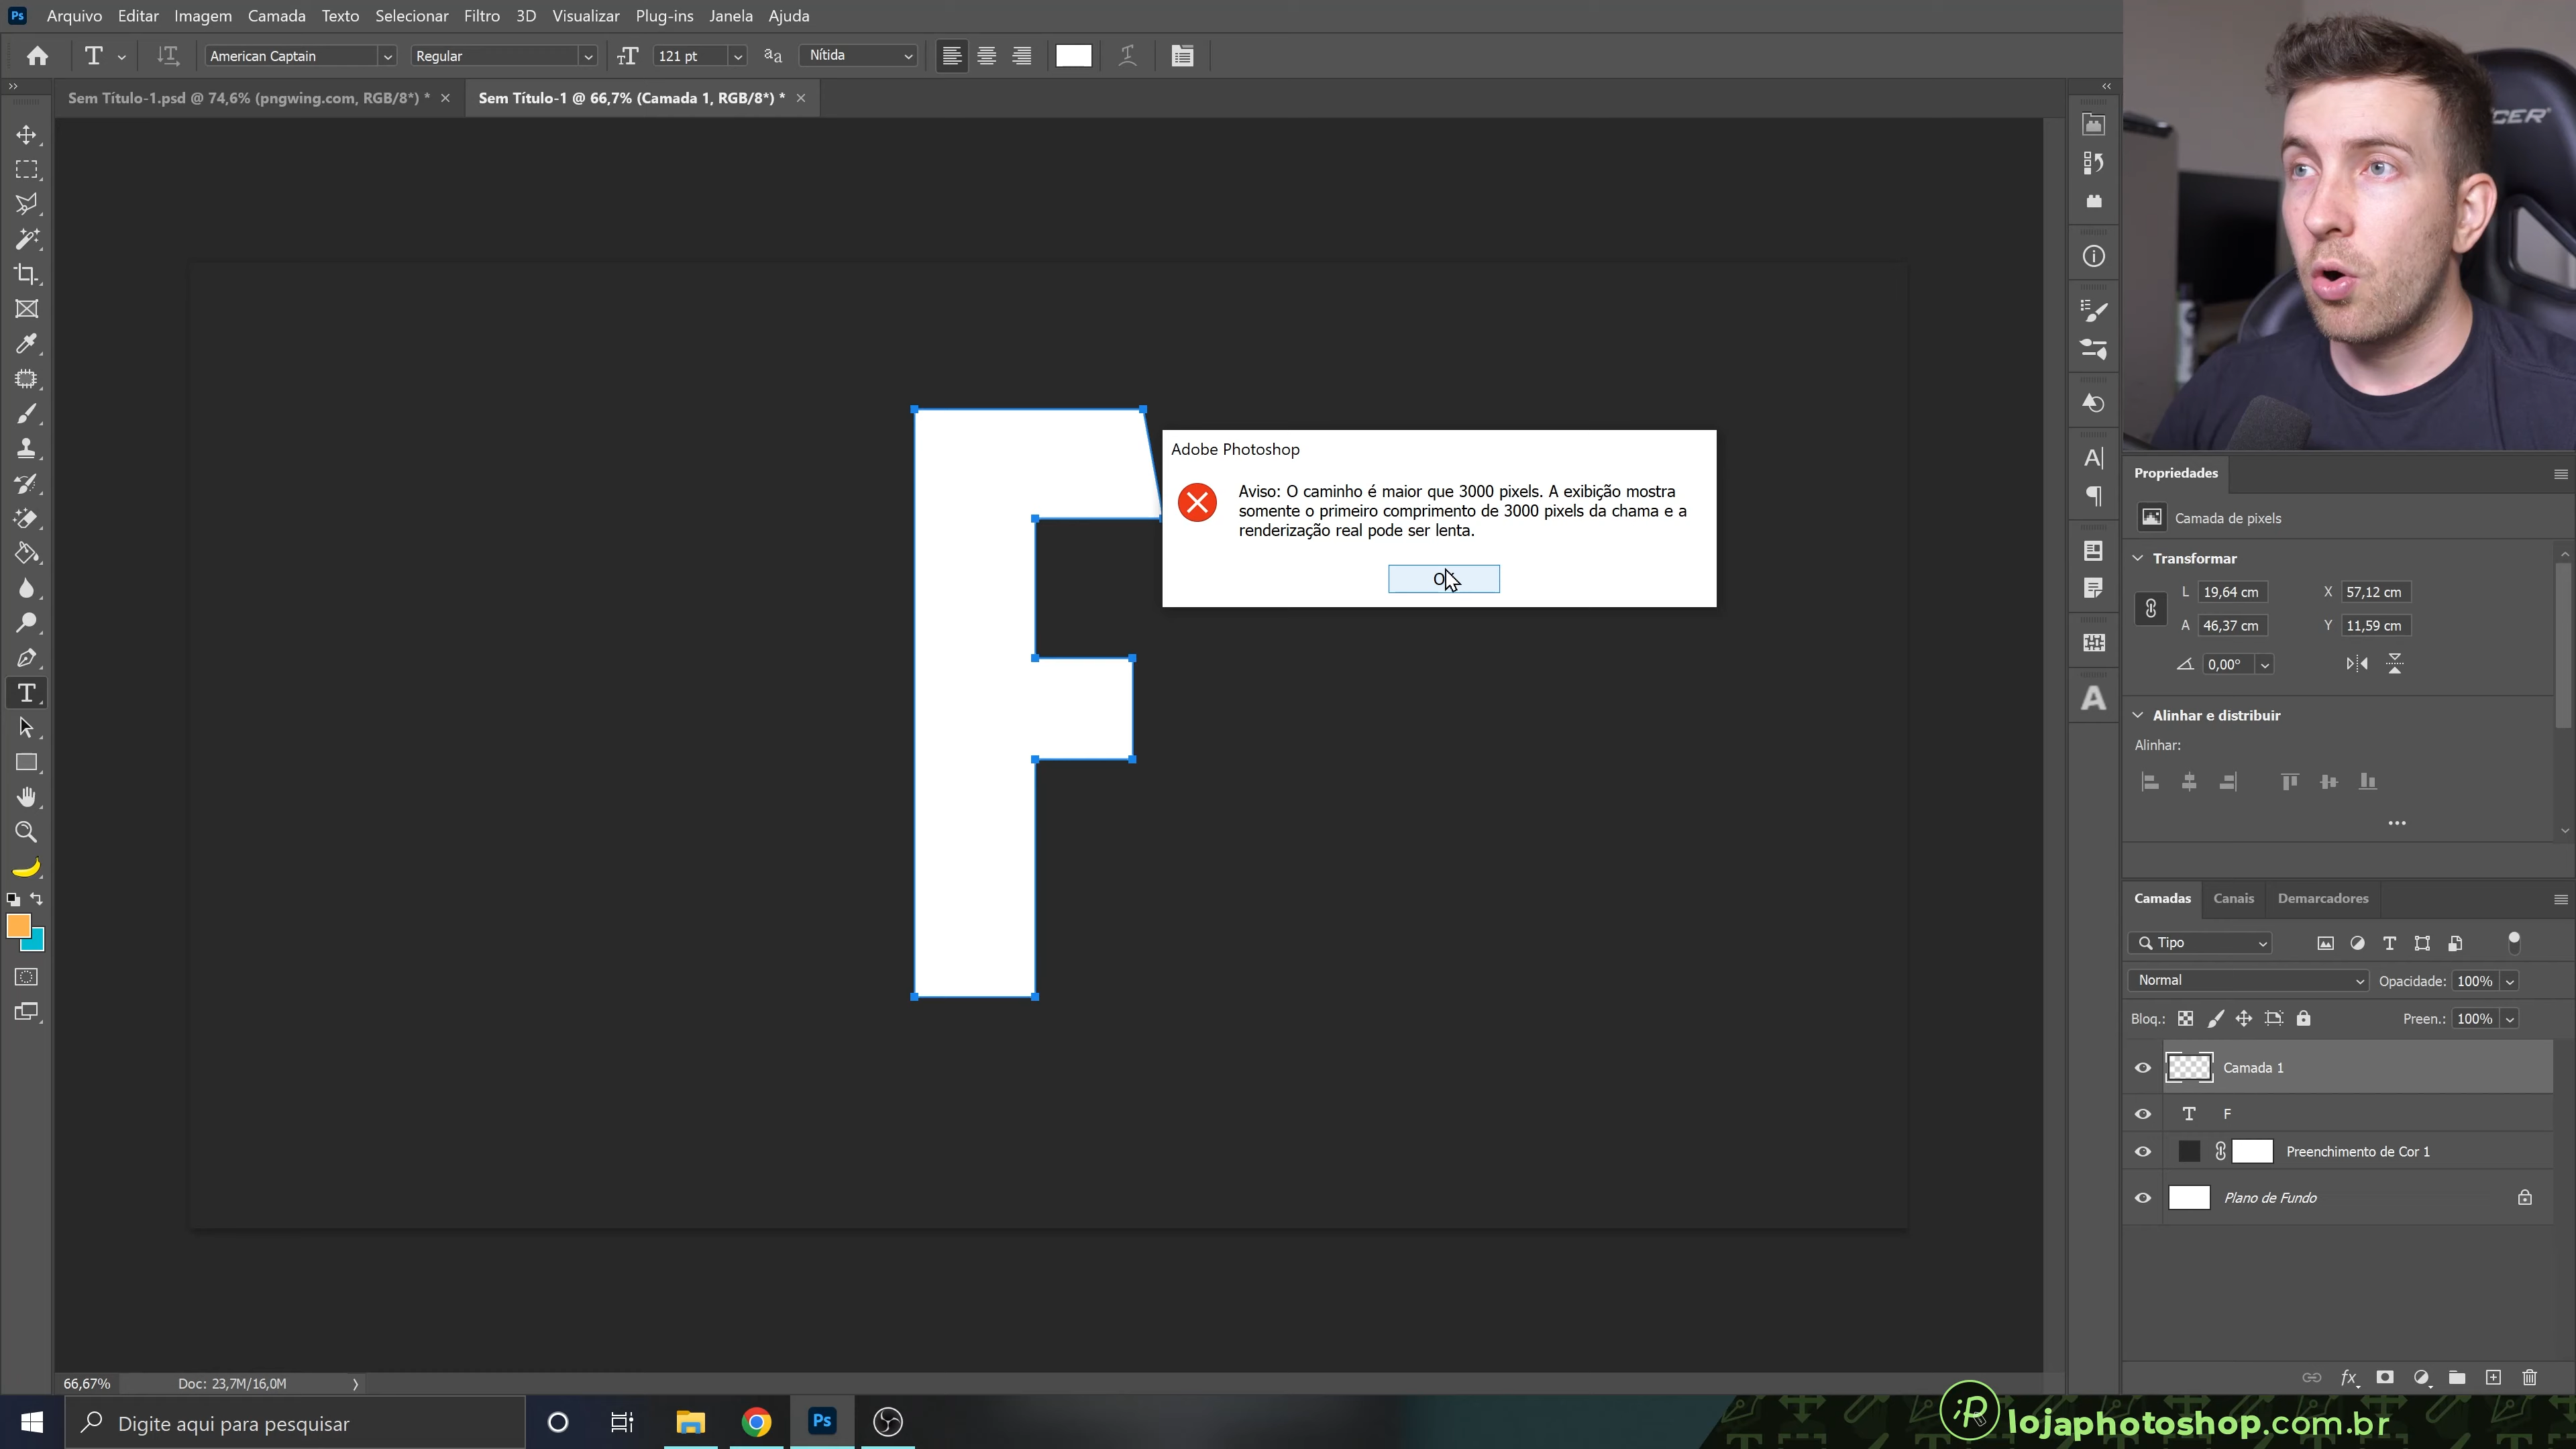 Ps Arquivo Editar Imagem Camada Texto Selecionar Filtro 3D Visualizar Plug-ins Janela Ajuda
T American Captain Regular 121 pt aa Nítida
Sem Título-1.psd @ 74,6% (pngwing.com, RGB/8*) * Sem Título-1 @ 66,7% (Camada 1, RGB/8*) *
F
Adobe Photoshop
Aviso: O caminho é maior que 3000 pixels. A exibição mostra
somente o primeiro comprimento de 3000 pixels da chama e a
renderização real pode ser lenta.
Propriedades
Camada de pixels
Transformar
L 19,64 cm X 57,12 cm
A 46,37 cm Y 11,59 cm
0,00°
Alinhar e distribuir
Alinhar:
Camadas Canais Demarcadores
Tipo
Normal Opacidade: 100%
Bloq.: Preen.: 100%
Camada 1
T F
Preenchimento de Cor 1
Plano de Fundo
66,67% Doc: 23,7M/16,0M
Digite aqui para pesquisar
Ps
lojaphotoshop.com.br